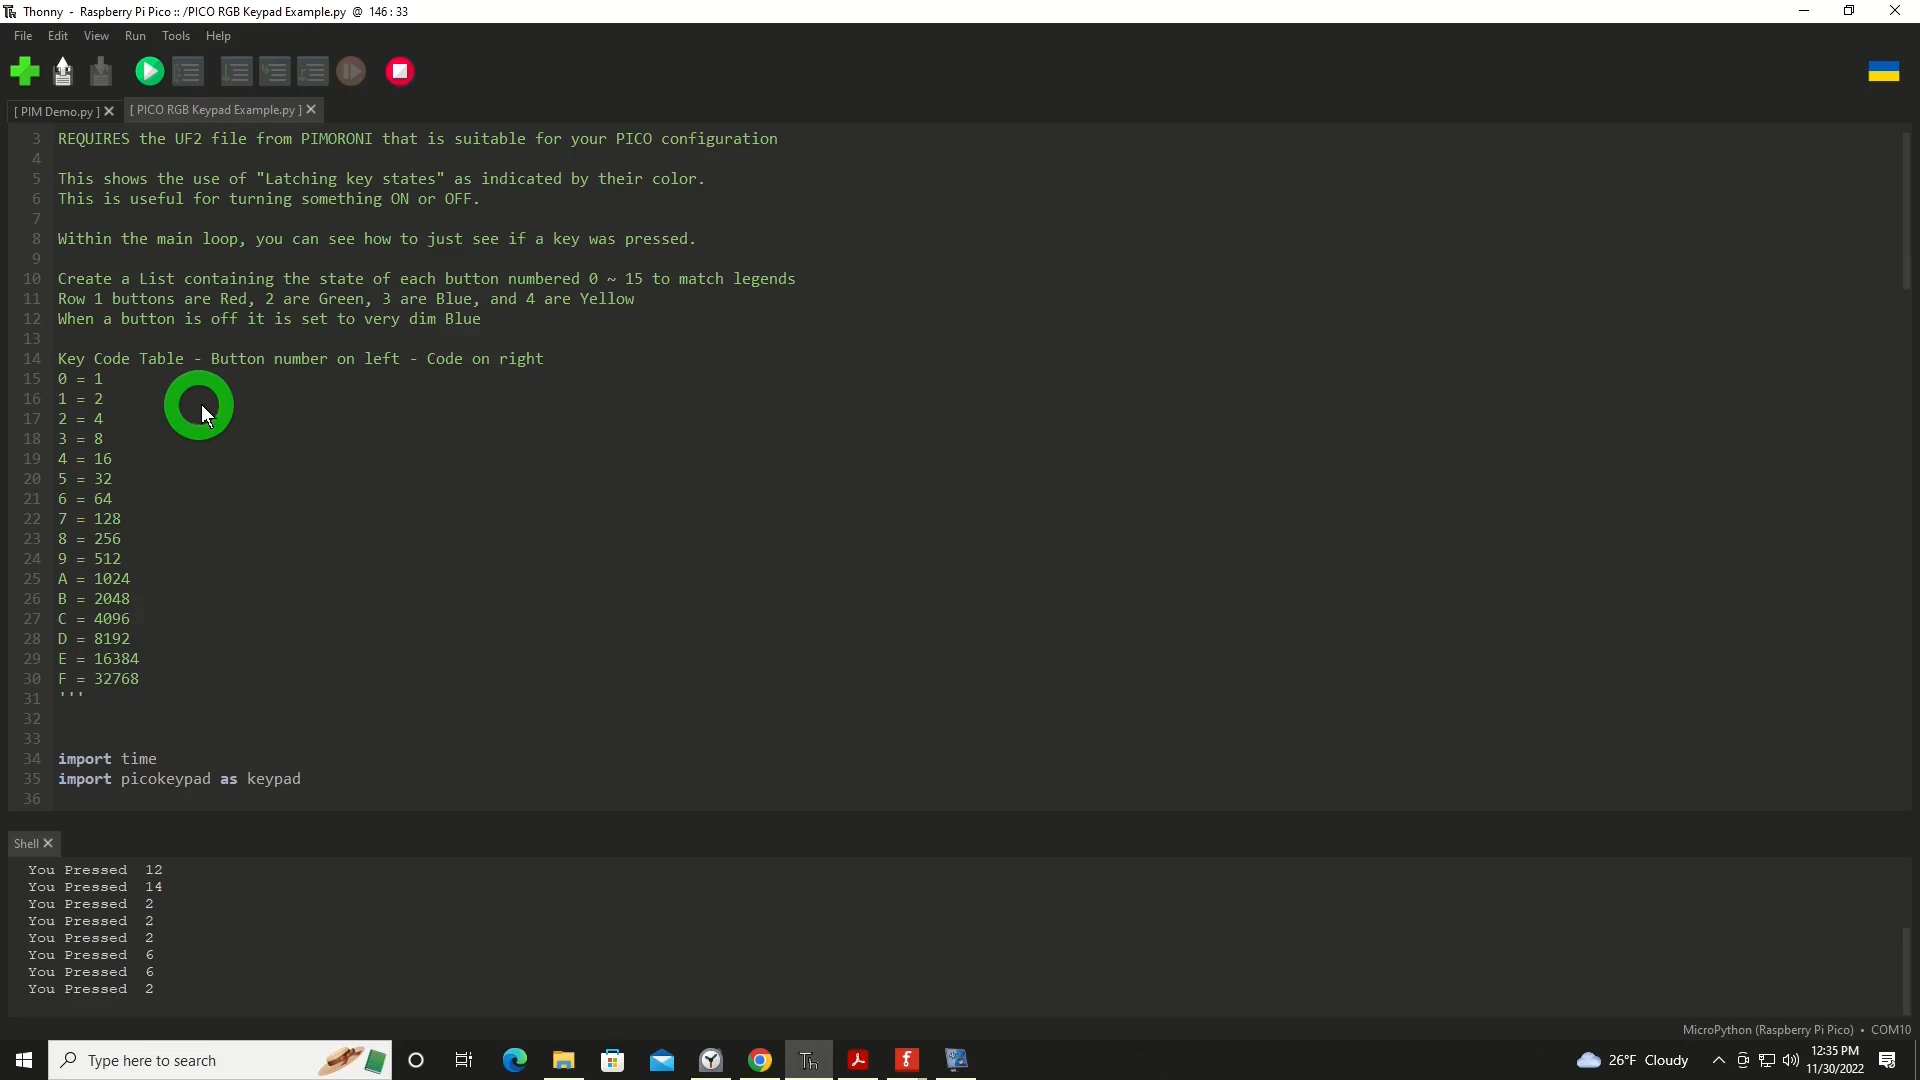 Thonny - Raspberry Pi Pico :: /PICO RGB Keypad Example.py @ 146 : 33
File Edit View Run Tools Help
[ PIM Demo.py ] ✕ [ PICO RGB Keypad Example.py ] ✕
3 REQUIRES the UF2 file from PIMORONI that is suitable for your PICO configuration
4
5 This shows the use of "Latching key states" as indicated by their color.
6 This is useful for turning something ON or OFF.
7
8 Within the main loop, you can see how to just see if a key was pressed.
9
10 Create a List containing the state of each button numbered 0 ~ 15 to match legends
11 Row 1 buttons are Red, 2 are Green, 3 are Blue, and 4 are Yellow
12 When a button is off it is set to very dim Blue
13
14 Key Code Table - Button number on left - Code on right
15 0 = 1
16 1 = 2
17 2 = 4
18 3 = 8
19 4 = 16
20 5 = 32
21 6 = 64
22 7 = 128
23 8 = 256
24 9 = 512
25 A = 1024
26 B = 2048
27 C = 4096
28 D = 8192
29 E = 16384
30 F = 32768
31 '''
32
33
34 import time
35 import picokeypad as keypad
36
Shell ✕
You Pressed 12
You Pressed 14
You Pressed 2
You Pressed 2
You Pressed 2
You Pressed 6
You Pressed 6
You Pressed 2
MicroPython (Raspberry Pi Pico) • COM10
Type here to search
Th
26°F Cloudy
12:35 PM
11/30/2022